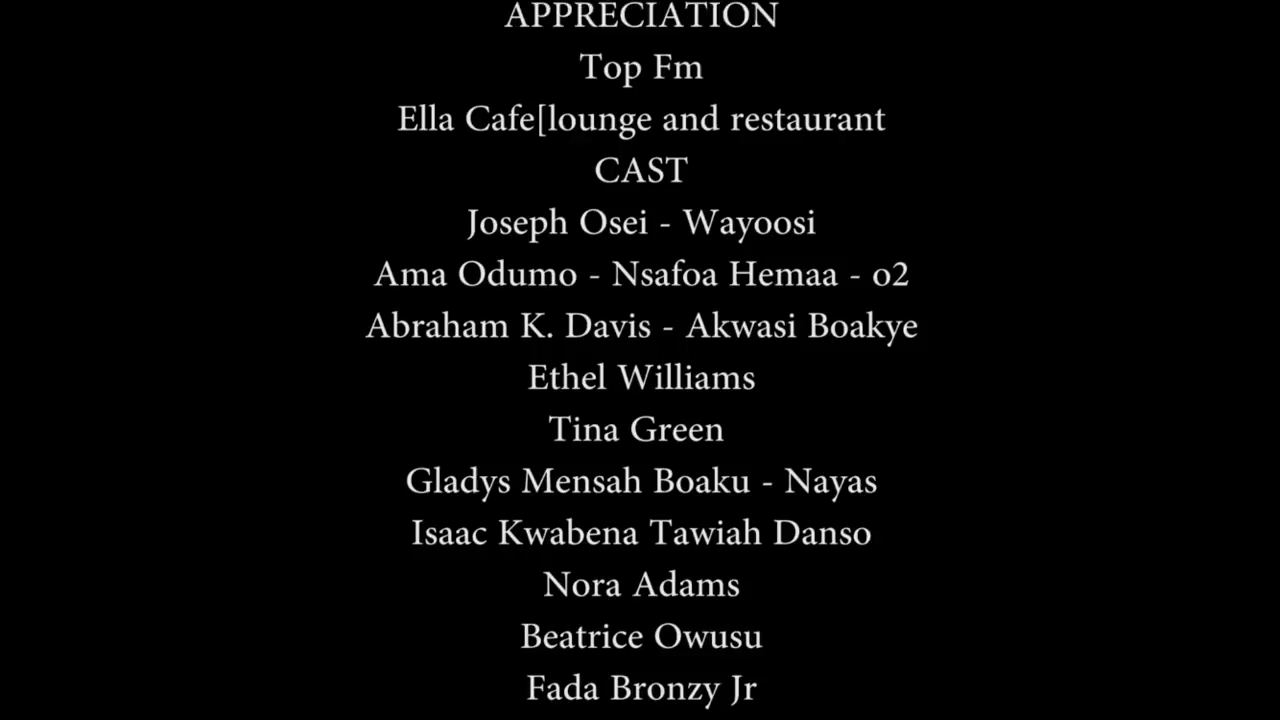 APPRECIATION
Top Fm
Ella Cafe[lounge and restaurant
CAST
Joseph Osei - Wayoosi
Ama Odumo - Nsafoa Hemaa - o2
Abraham K. Davis - Akwasi Boakye
Ethel Williams
Tina Green
Gladys Mensah Boaku - Nayas
Isaac Kwabena Tawiah Danso
Nora Adams
Beatrice Owusu
Fada Bronzy Jr